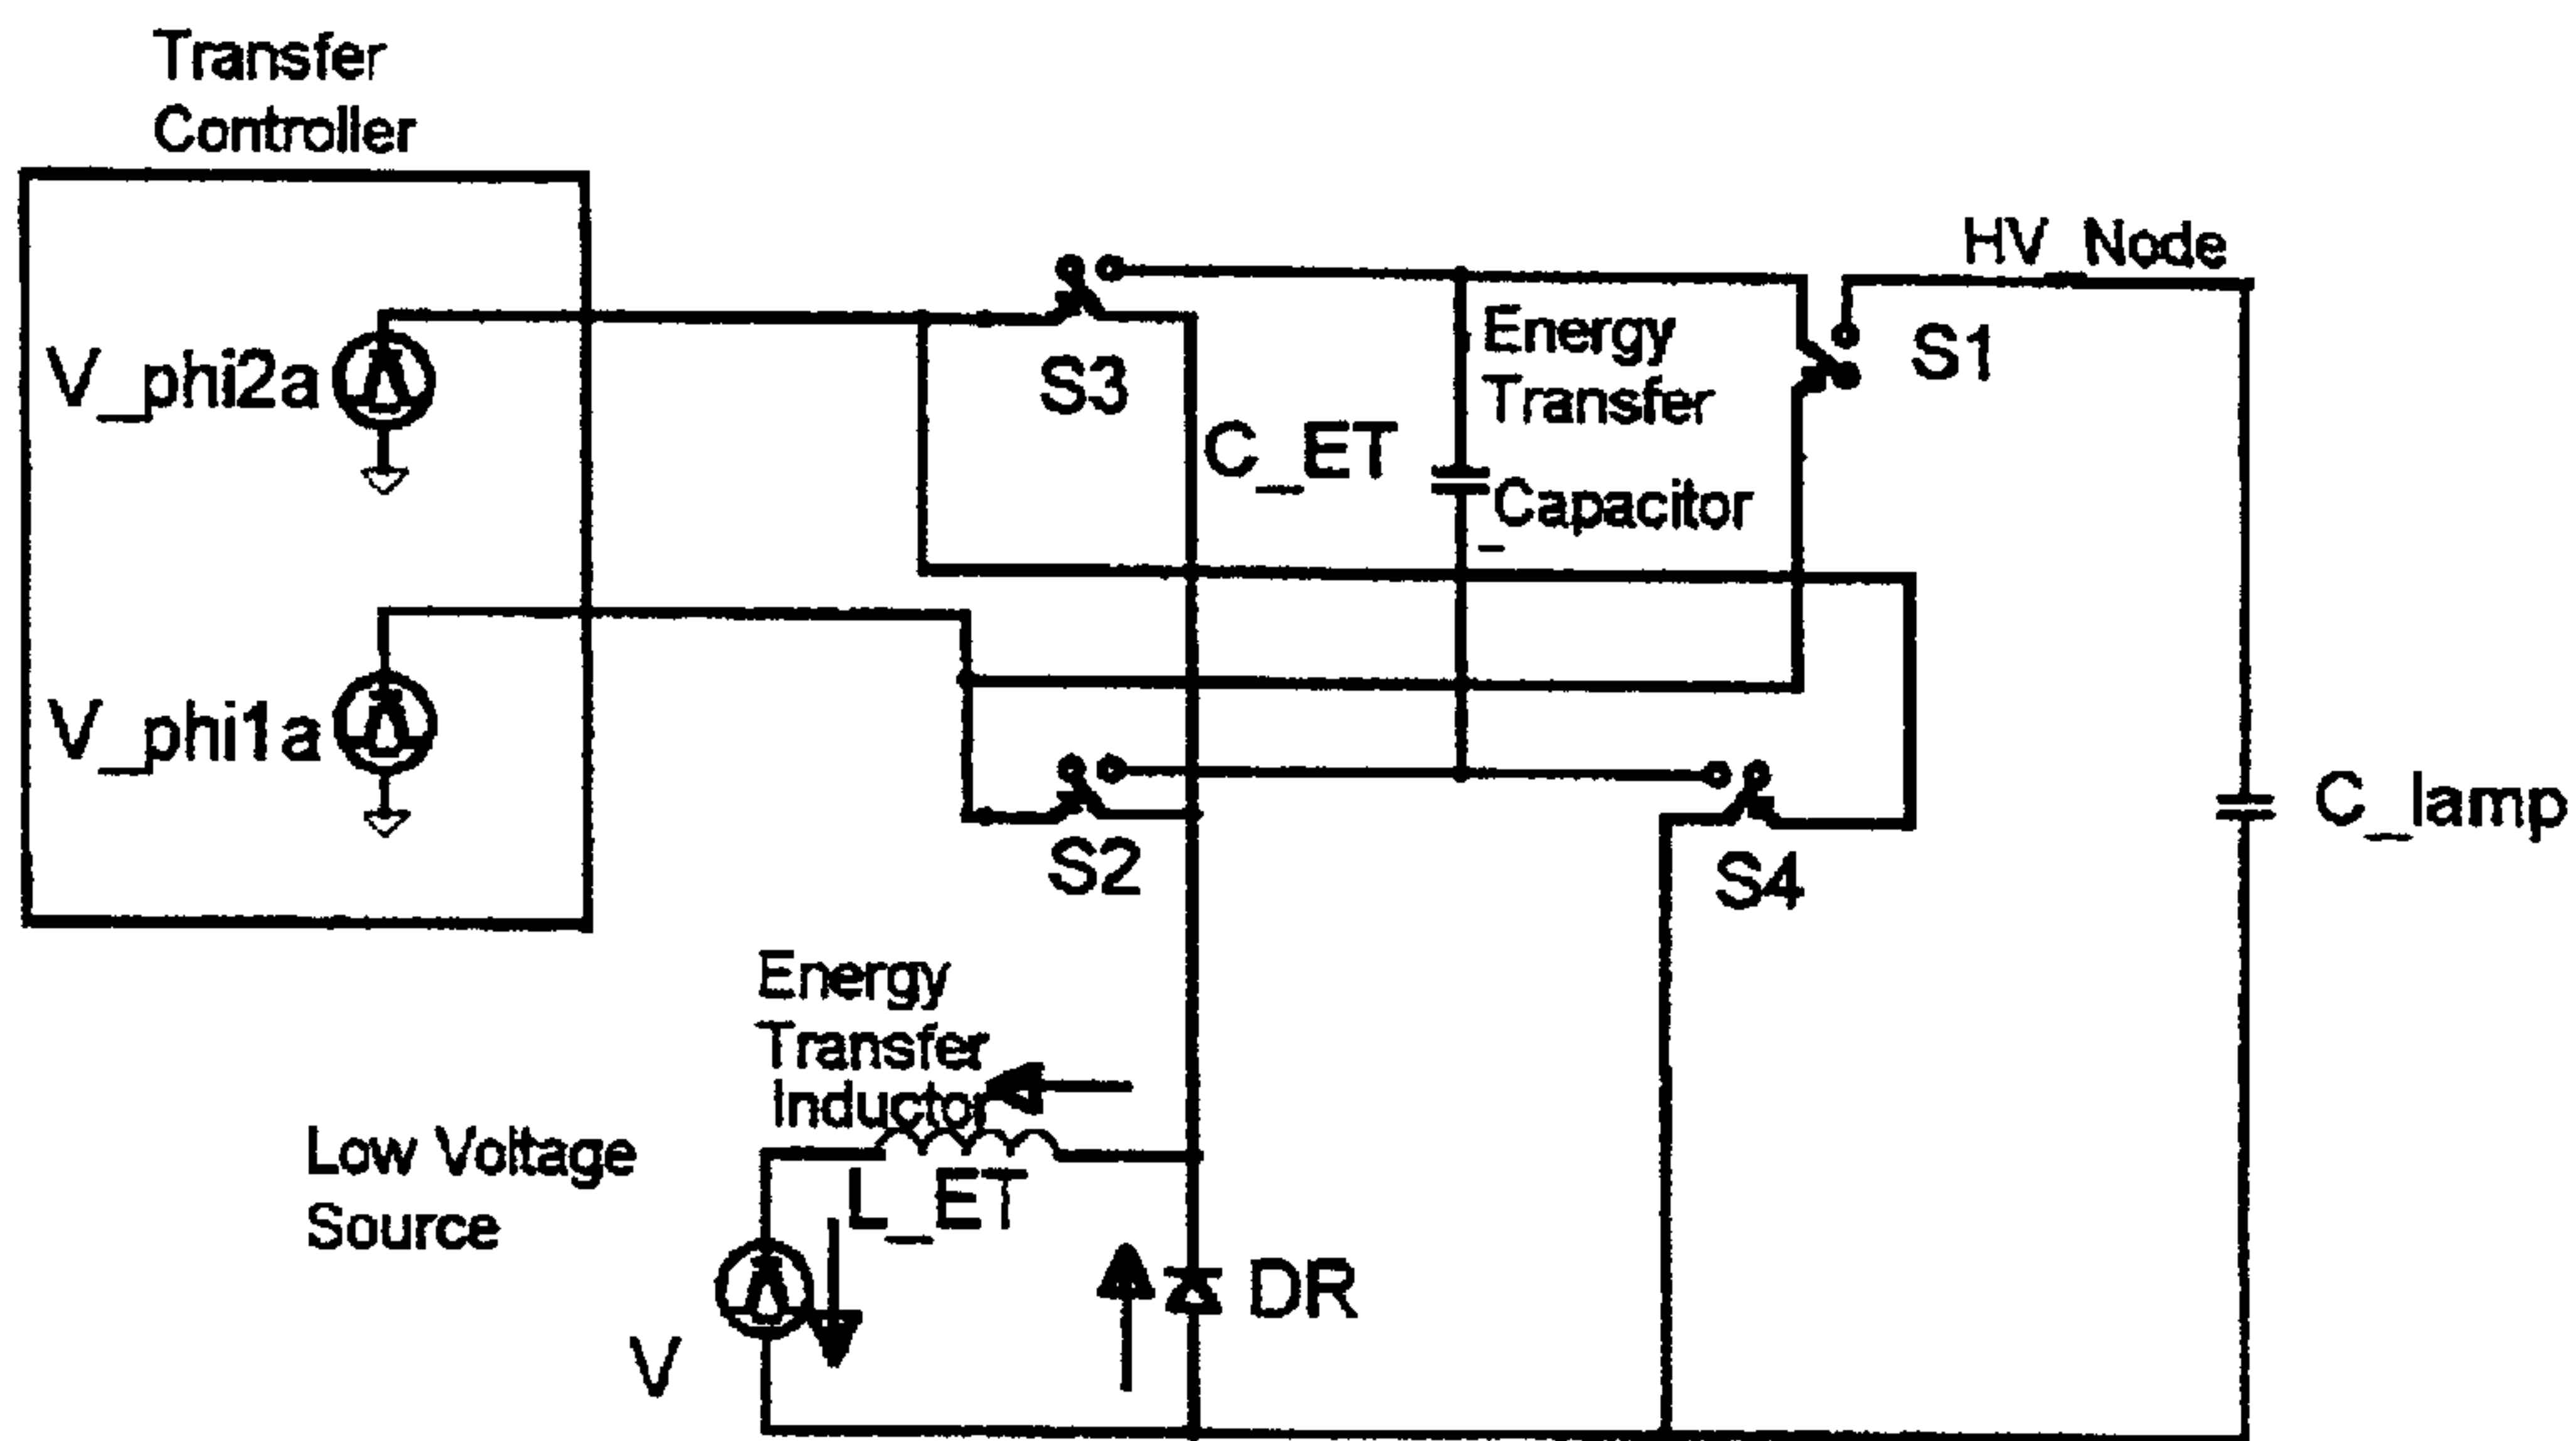 Transfer
Controller
V_phi2a
V_phi1a
S3
C_ET
Energy
Transfer
Capacitor
HV_Node
S1
S2
S4
C_lamp
Energy
Transfer
Inductor
L_ET
Low Voltage
Source
V
DR